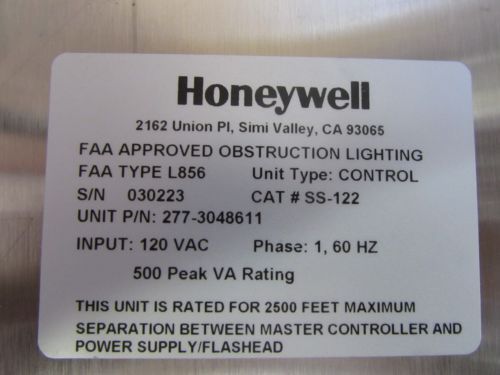 Honeywell
2162 Union Pl, Simi Valley, CA 93065
FAA APPROVED OBSTRUCTION LIGHTING
FAA TYPE L856 Unit Type: CONTROL
S/N 030223 CAT # SS-122
UNIT P/N: 277-3048611
INPUT: 120 VAC Phase: 1, 60 HZ
500 Peak VA Rating
THIS UNIT IS RATED FOR 2500 FEET MAXIMUM
SEPARATION BETWEEN MASTER CONTROLLER AND
POWER SUPPLY/FLASHEAD